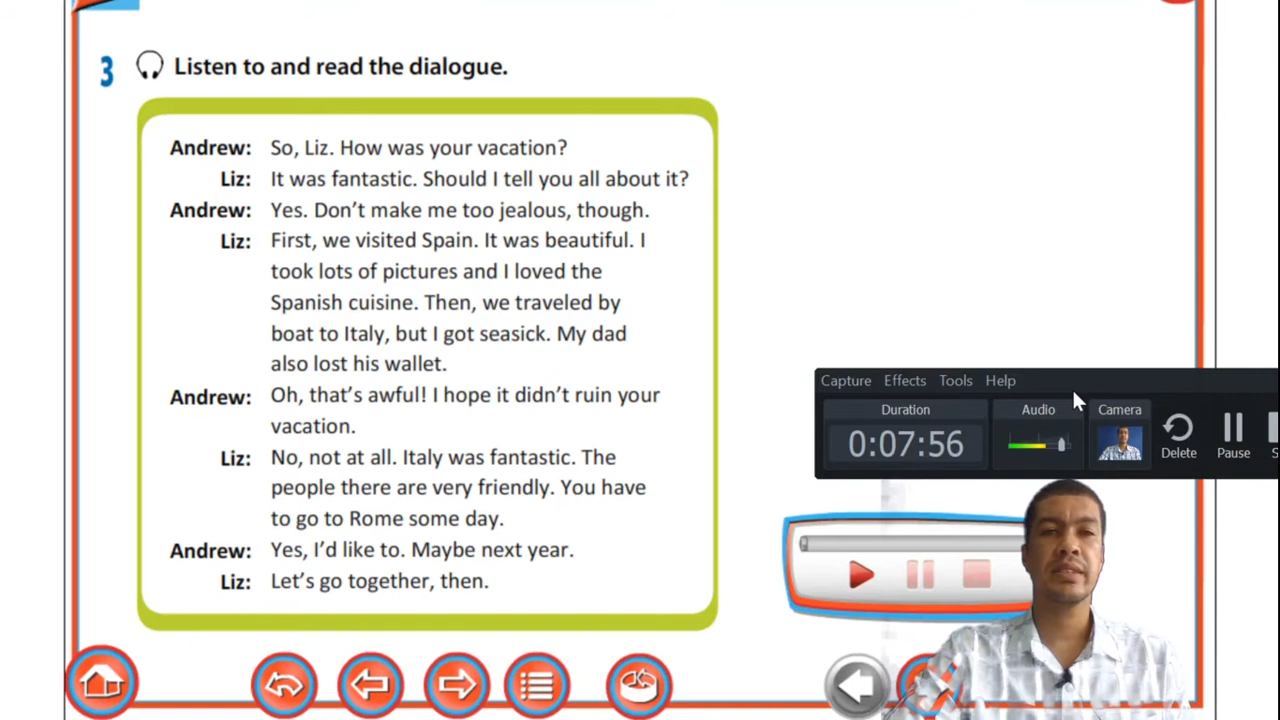 3 Listen to and read the dialogue.
Andrew: So, Liz. How was your vacation?
Liz: It was fantastic. Should I tell you all about it?
Andrew: Yes. Don't make me too jealous, though.
Liz: First, we visited Spain. It was beautiful. I
took lots of pictures and I loved the
Spanish cuisine. Then, we traveled by
boat to Italy, but I got seasick. My dad
also lost his wallet.
Andrew: Oh, that's awful! I hope it didn't ruin your
vacation.
Liz: No, not at all. Italy was fantastic. The
people there are very friendly. You have
to go to Rome some day.
Andrew: Yes, I'd like to. Maybe next year.
Liz: Let's go together, then.
Capture Effects Tools Help
Duration Audio Camera
0:07:56
Delete Pause